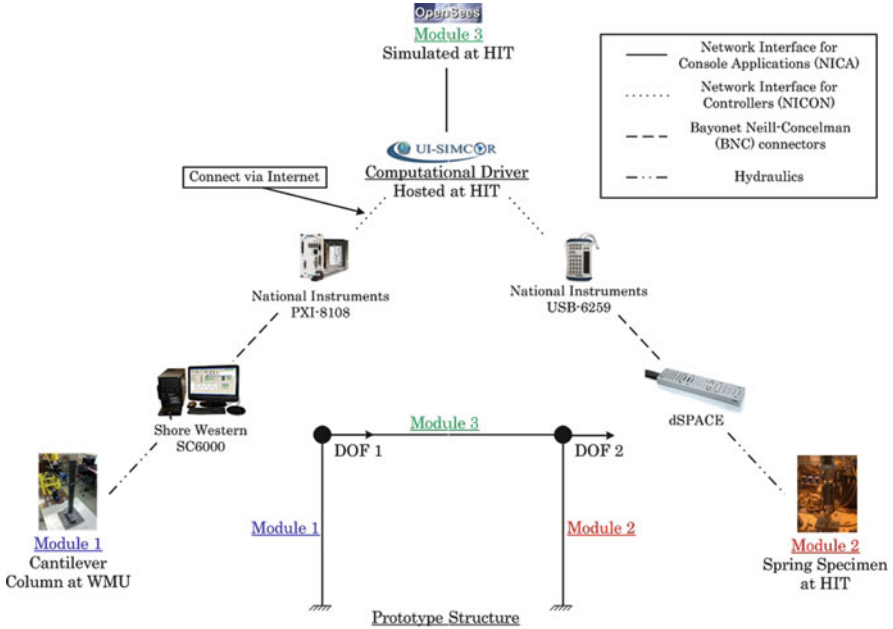 OpenSees
Module 3
Simulated at HIT
Network Interface for
Console Applications (NICA)
Network Interface for
Controllers (NICON)
Bayonet Neill-Concelman
(BNC) connectors
Hydraulics
UI-SIMCOR
Computational Driver
Hosted at HIT
Connect via Internet
National Instruments
PXI-8108
National Instruments
USB-6259
Shore Western
SC6000
dSPACE
Module 3
DOF 1
DOF 2
Module 1
Module 2
Module 1
Cantilever
Column at WMU
Module 2
Spring Specimen
at HIT
Prototype Structure